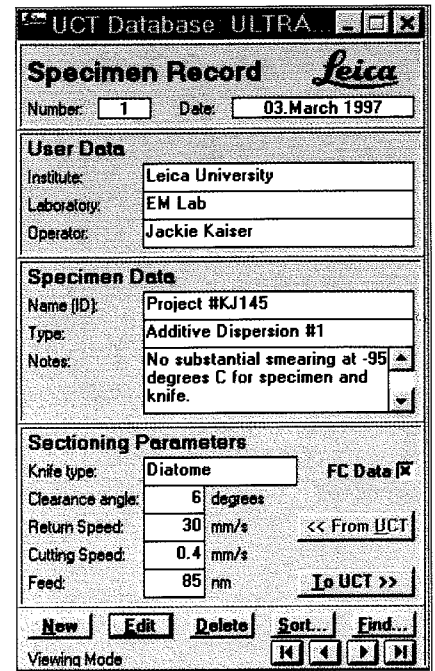 UCT Database: ULTRA...
Specimen Record Leica
Number: 1 Date: 03.March 1997
User Data
Institute: Leica University
Laboratory: EM Lab
Operator: Jackie Kaiser
Specimen Data
Name (ID): Project #KJ145
Type: Additive Dispersion #1
Notes: No substantial smearing at -95
degrees C for specimen and
knife.
Sectioning Parameters
Knife type: Diatome FC Data
Clearance angle: 6 degrees
Return Speed: 30 mm/s << From UCT
Cutting Speed: 0.4 mm/s
Feed: 85 nm To UCT >>
New Edit Delete Sort... Find...
Viewing Mode